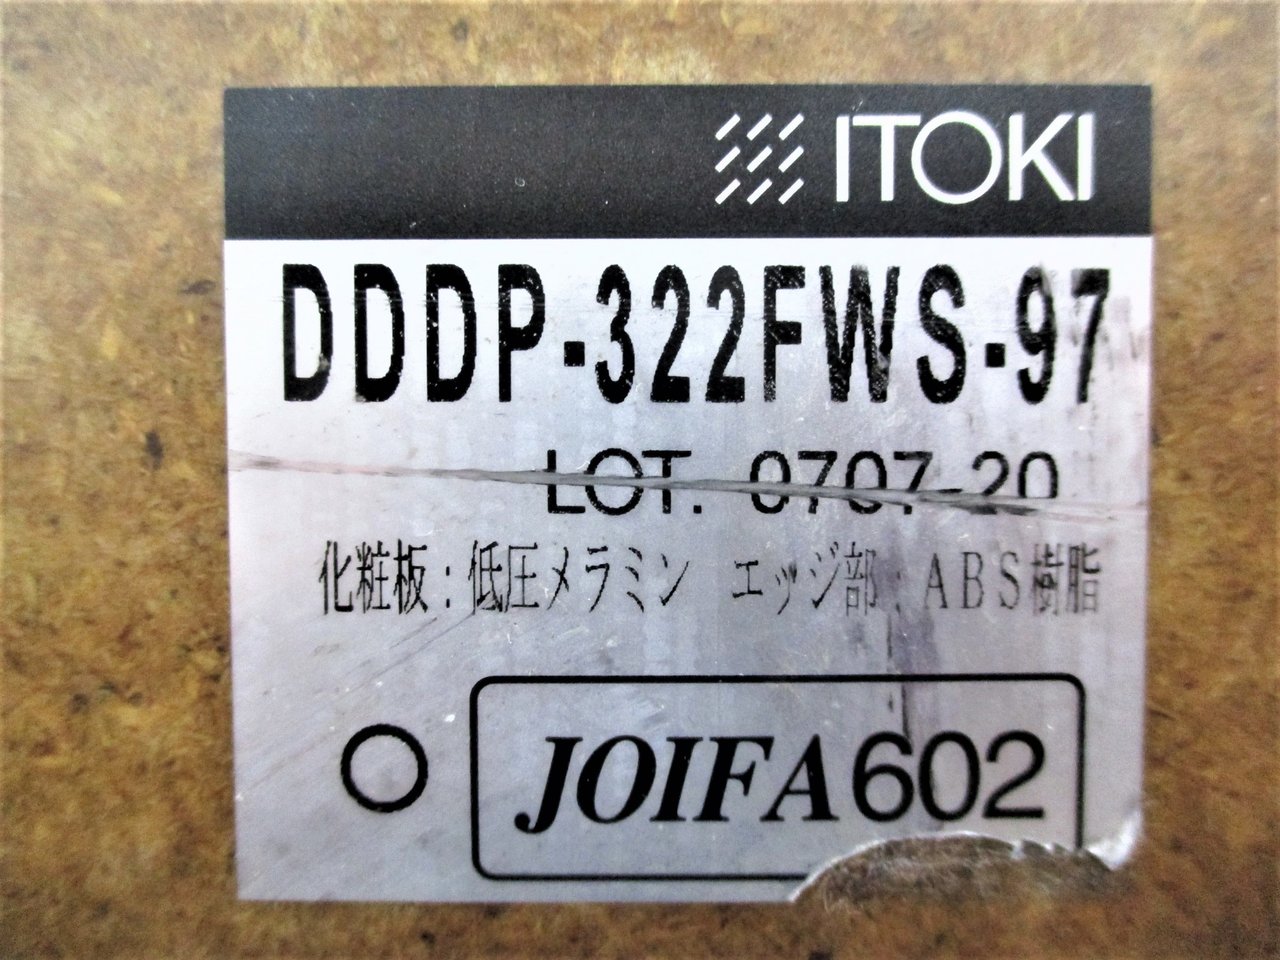 ITOKI
DDDP-322FWS-97
LOT. 0707-20
化粧板:低圧メラミン エッジ部:ABS樹脂
○ JOIFA602